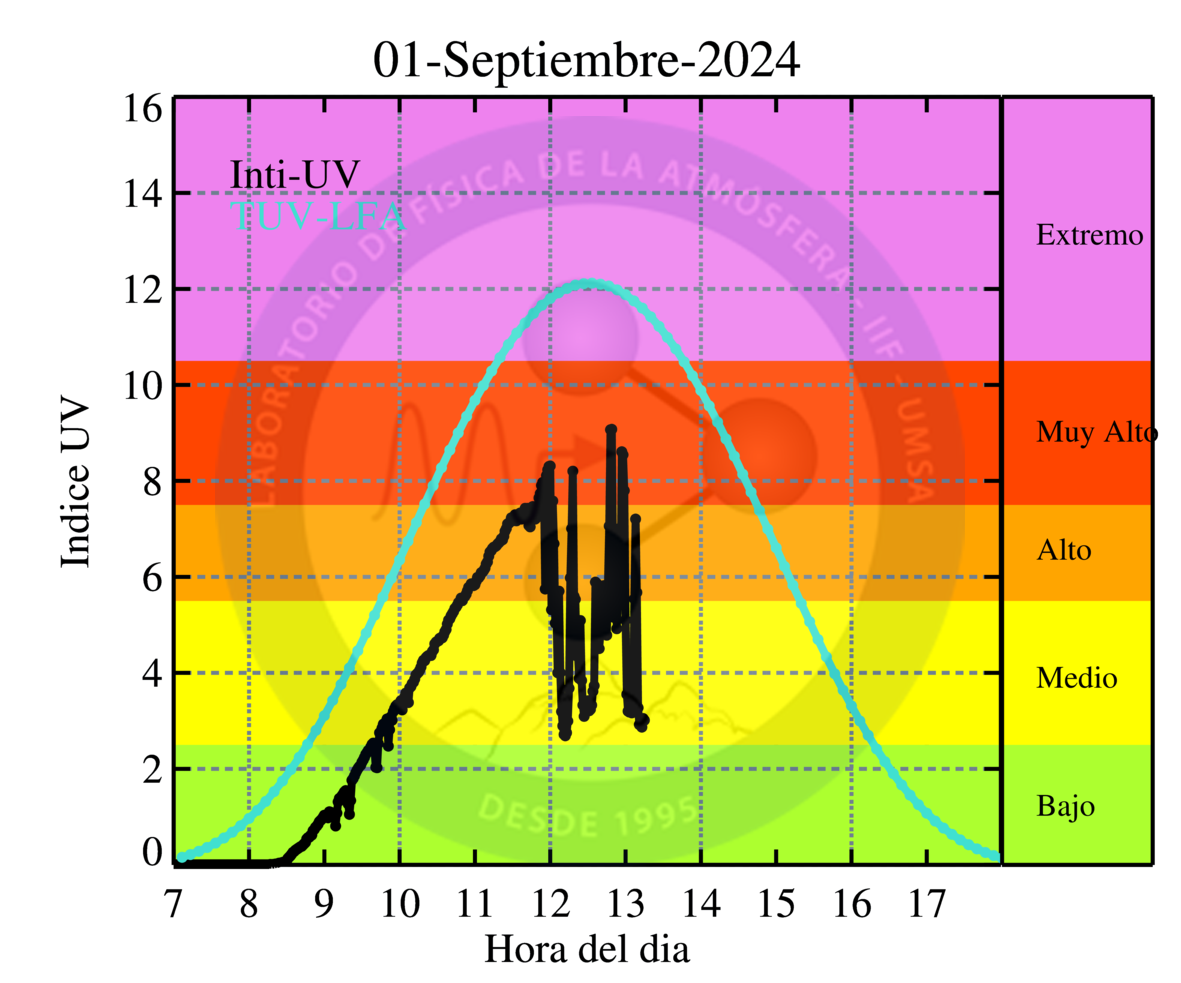 01-Septiembre-2024
Inti-UV
TUV-LFA
LABORATORIO DE FÍSICA DE LA ATMÓSFERA - IIF - UMSA
DESDE 1995
Indice UV
16
14
12
10
8
6
4
2
0
Extremo
Muy Alto
Alto
Medio
Bajo
7 8 9 10 11 12 13 14 15 16 17
Hora del dia